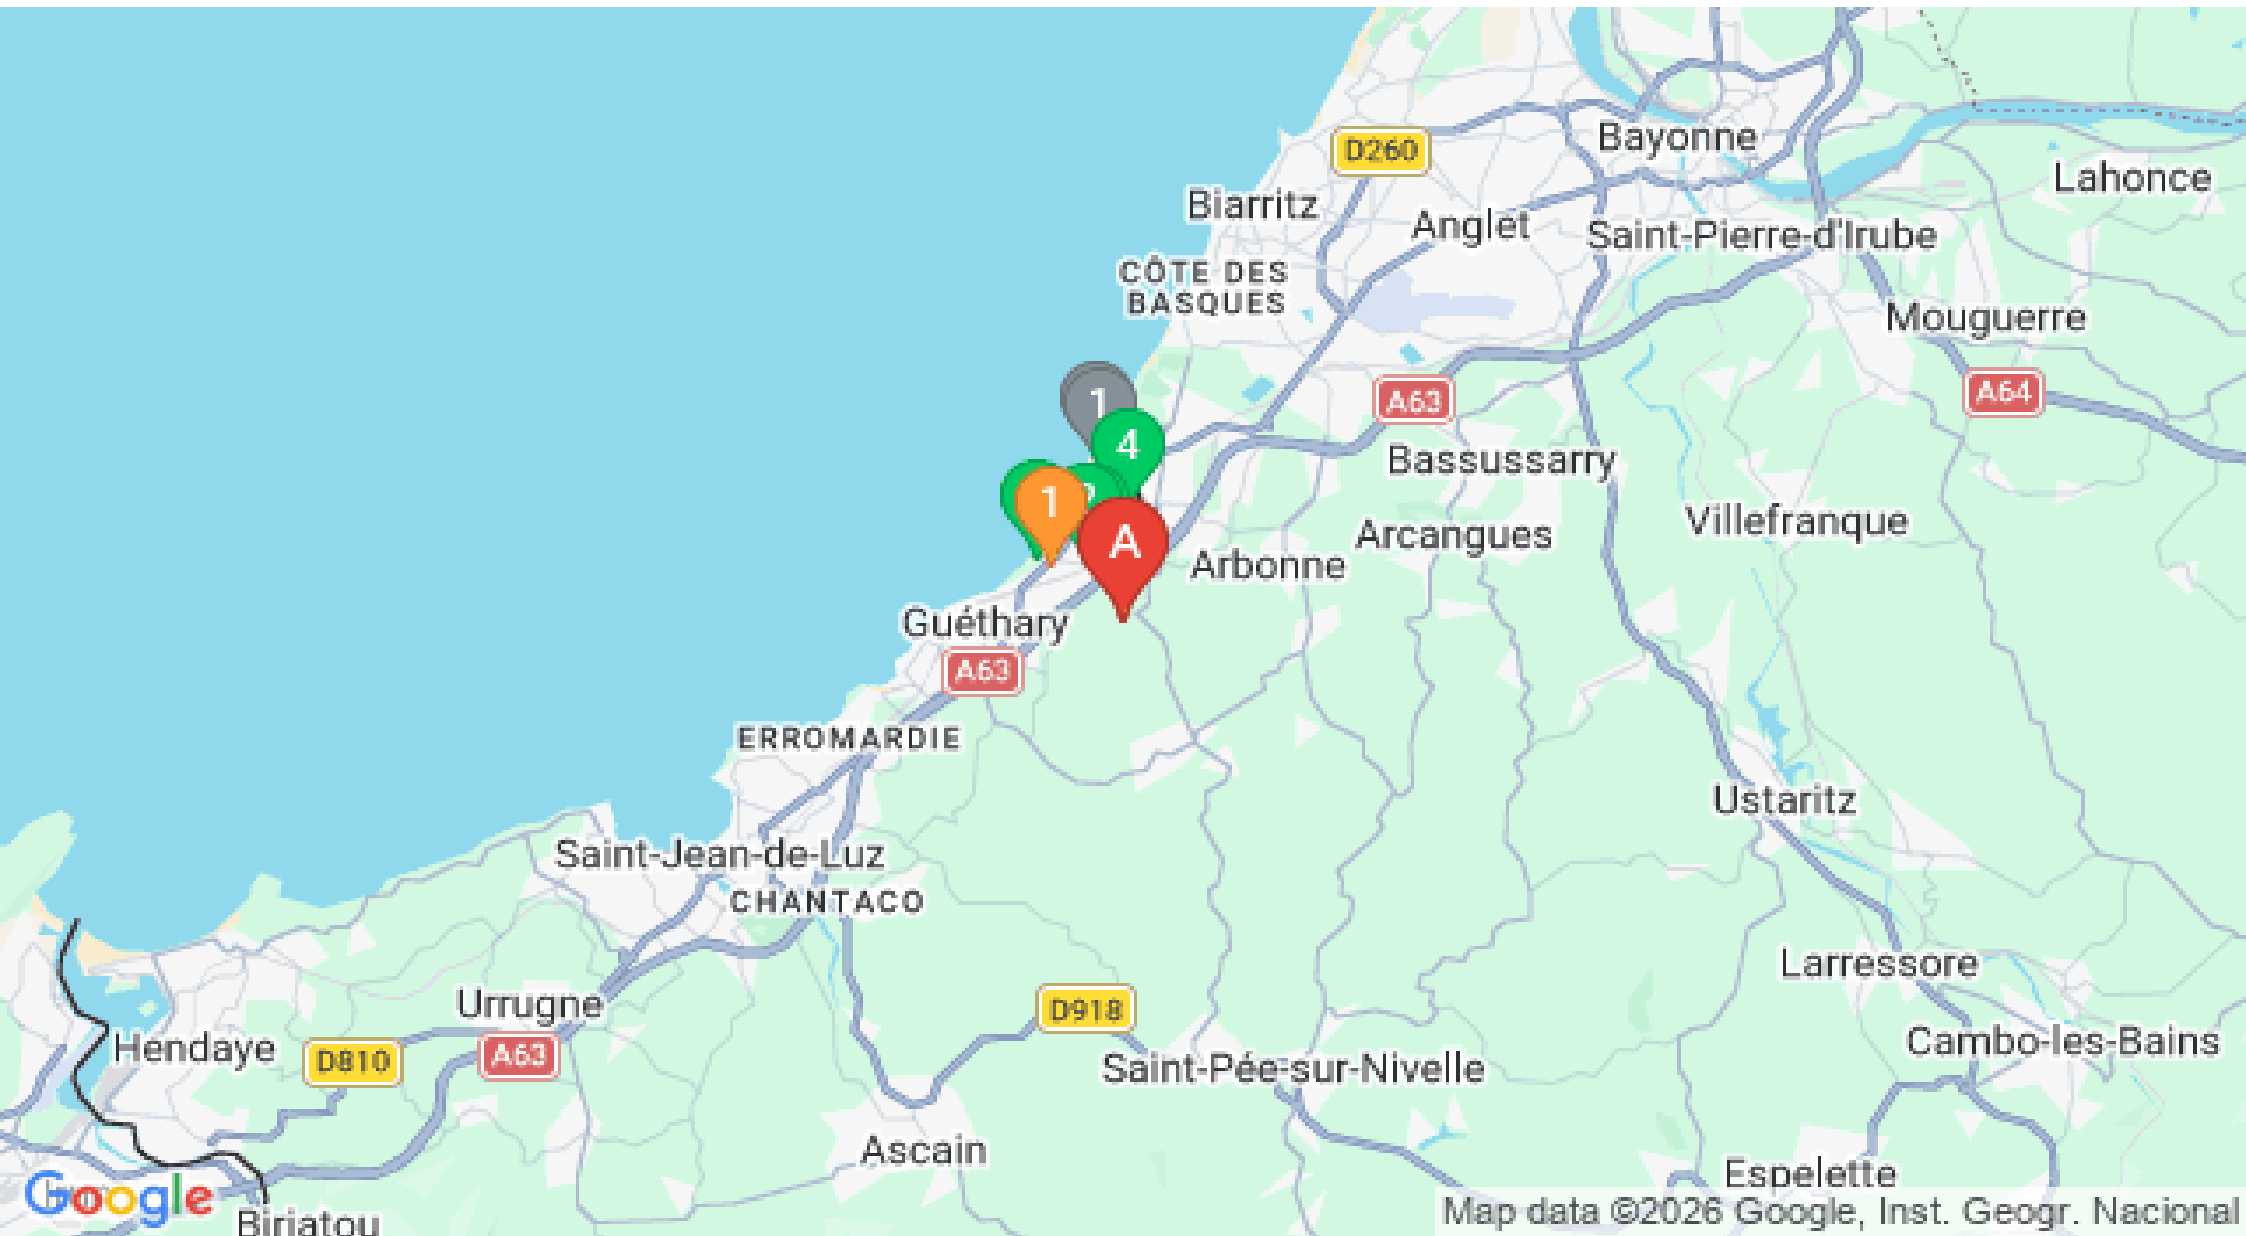 D260
Bayonne
Lahonce
Biarritz
Anglet
Saint-Pierre-d'Irube
CÔTE DES
BASQUES
Mouguerre
1
A63
A64
4
Bassussarry
1
Villefranque
A
Arcangues
Arbonne
Guéthary
A63
ERROMARDIE
Ustaritz
Saint-Jean-de-Luz
CHANTACO
Larressore
Urrugne
D918
Hendaye
D810
A63
Cambo-les-Bains
Saint-Pée-sur-Nivelle
Ascain
Espelette
Google
Biriatou
Map data ©2026 Google, Inst. Geogr. Nacional